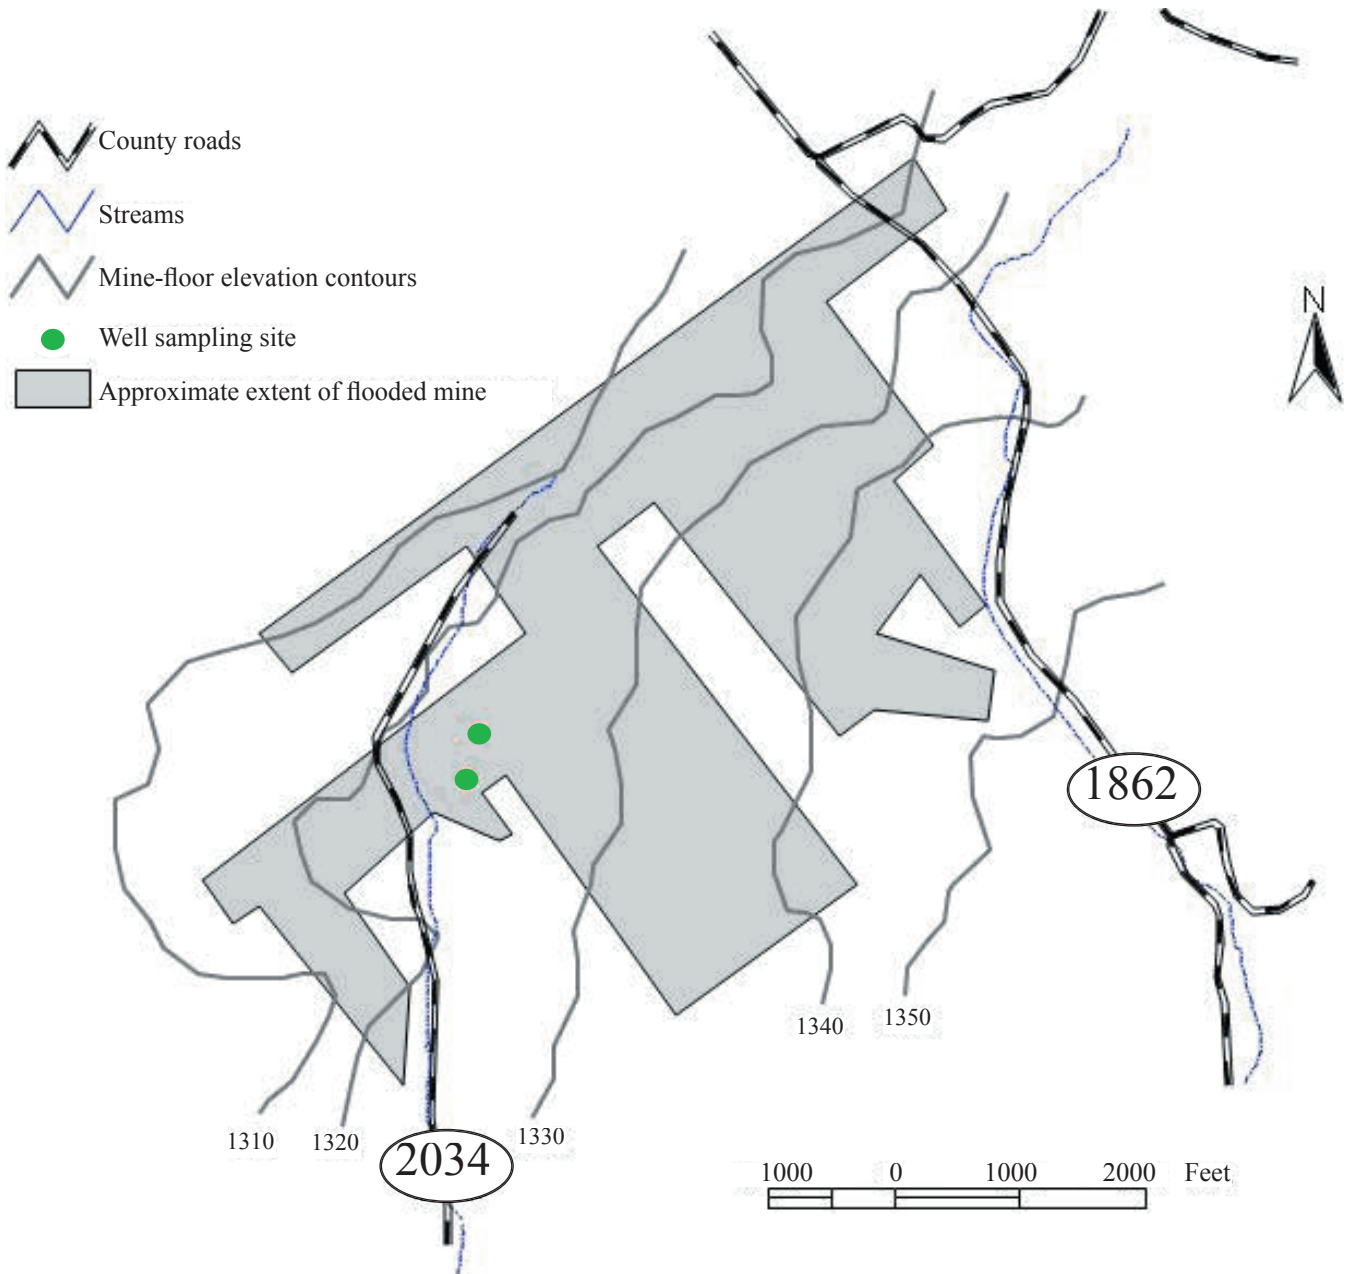 County roads
Streams
Mine-floor elevation contours
Well sampling site
Approximate extent of flooded mine
N
1862
1340
1350
1310
1320
1330
2034
1000 0 1000 2000 Feet